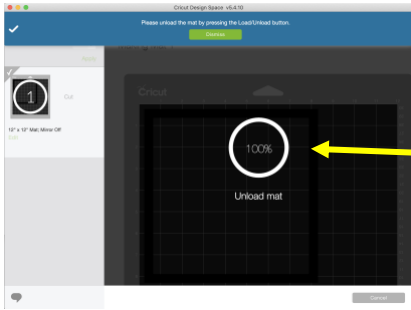 Cricut Design Space v5.4.10
Please unload the mat by pressing the Load/Unload button.
Dismiss
1
Cut
12" x 12" Mat, Mirror Off
Cricut
100%
Unload mat
Cancel